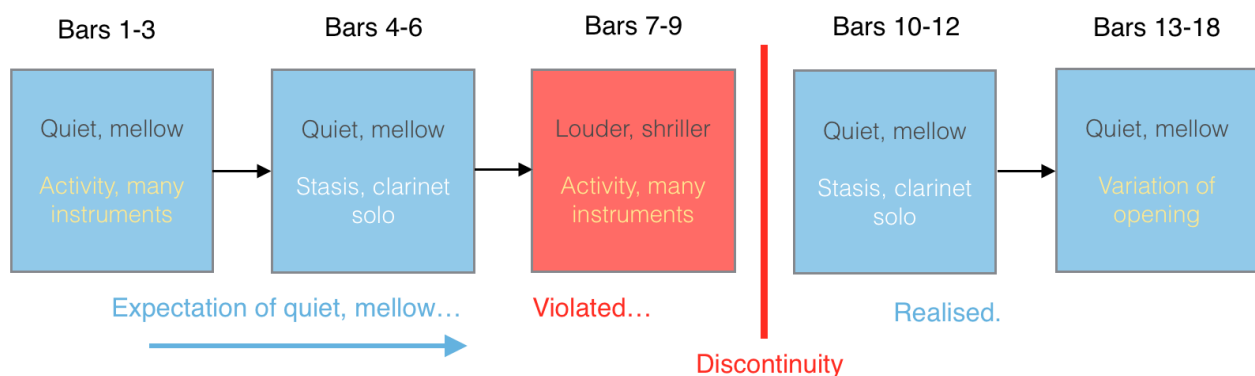 Bars 1-3
Bars 4-6
Bars 7-9
Bars 10-12
Bars 13-18
Quiet, mellow
Activity, many
instruments
Quiet, mellow
Stasis, clarinet
solo
Louder, shriller
Activity, many
instruments
Quiet, mellow
Stasis, clarinet
solo
Quiet, mellow
Variation of
opening
Expectation of quiet, mellow…
Violated…
Realised.
Discontinuity